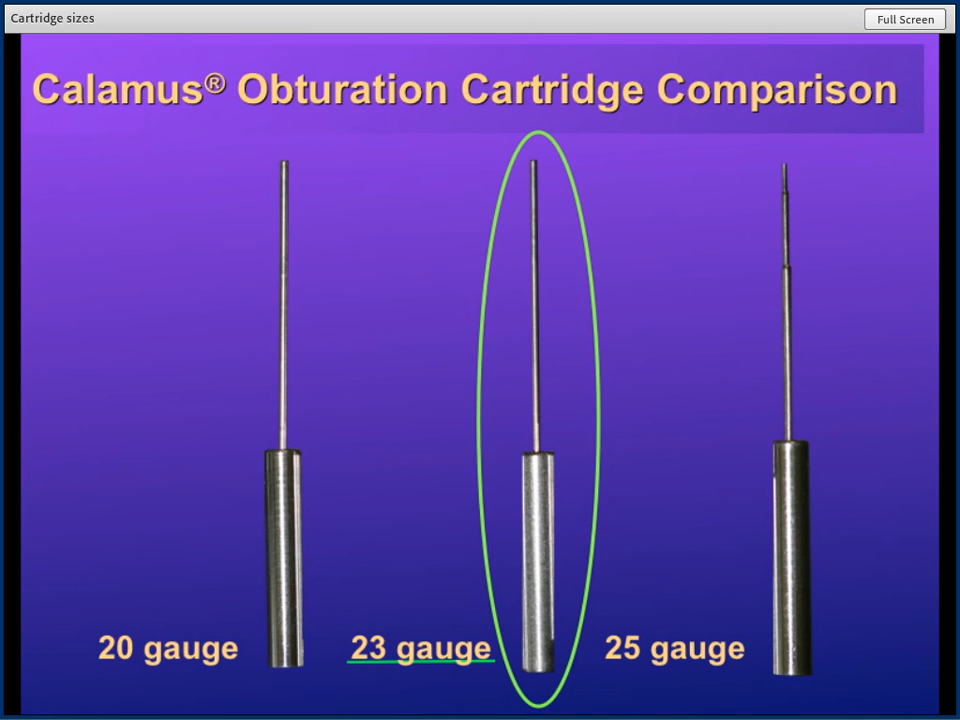 Cartridge sizes
Full Screen
Calamus® Obturation Cartridge Comparison
20 gauge
23 gauge
25 gauge